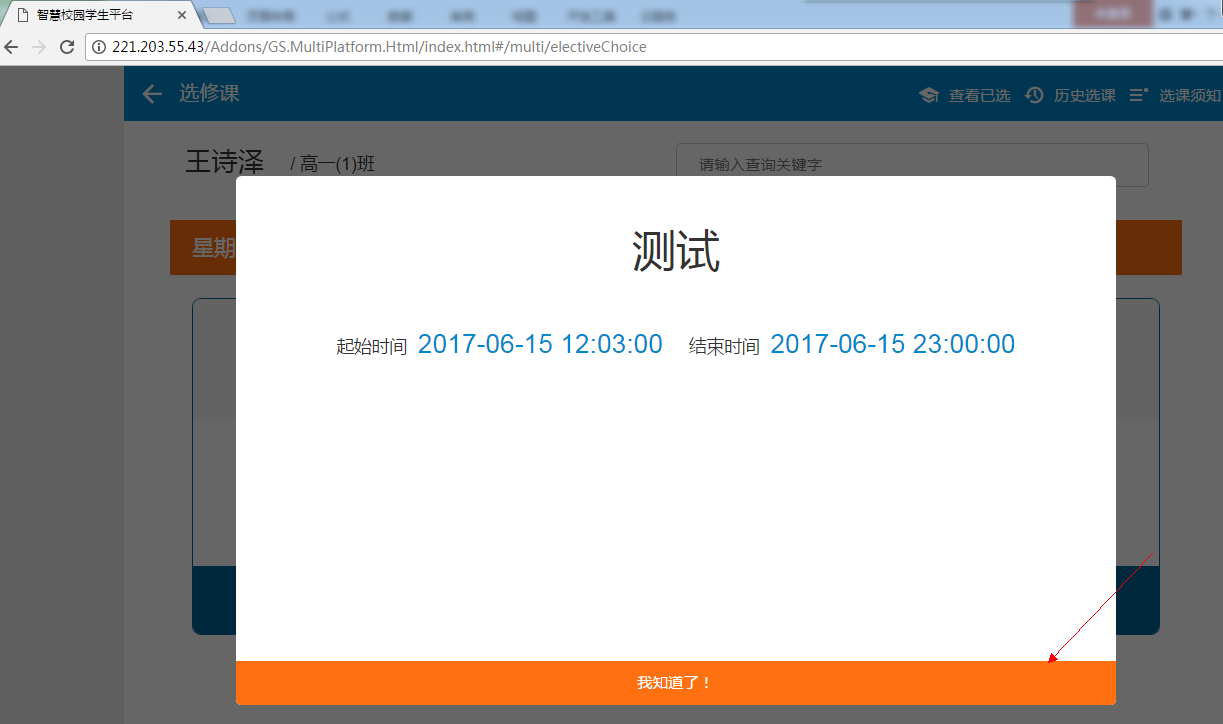 智慧校园学生平台
221.203.55.43/Addons/GS.MultiPlatform.Html/index.html#/multi/electiveChoice
选修课 查看已选 历史选课 选课须知
王诗泽 / 高一(1)班 请输入查询关键字
星期
测试
起始时间 2017-06-15 12:03:00 结束时间 2017-06-15 23:00:00
我知道了！